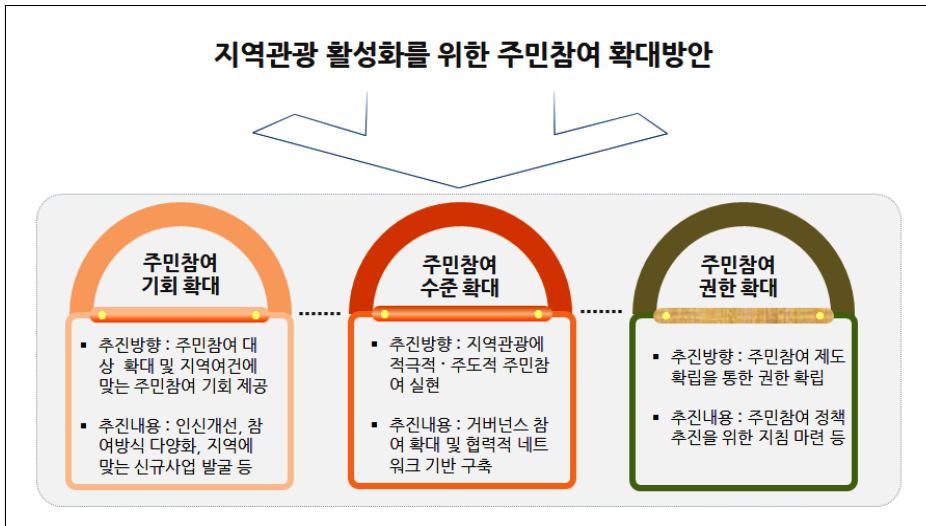 지역관광 활성화를 위한 주민참여 확대방안
주민참여
기회 확대
▪ 추진방향 : 주민참여 대
상 확대 및 지역여건에
맞는 주민참여 기회 제공
▪ 추진내용 : 인신개선, 참
여방식 다양화, 지역에
맞는 신규사업 발굴 등
주민참여
수준 확대
▪ 추진방향 : 지역관광에
적극적 · 주도적 주민참
여 실현
▪ 추진내용 : 거버넌스 참
여 확대 및 협력적 네트
워크 기반 구축
주민참여
권한 확대
▪ 추진방향 : 주민참여 제도
확립을 통한 권한 확립
▪ 추진내용 : 주민참여 정책
추진을 위한 지침 마련 등